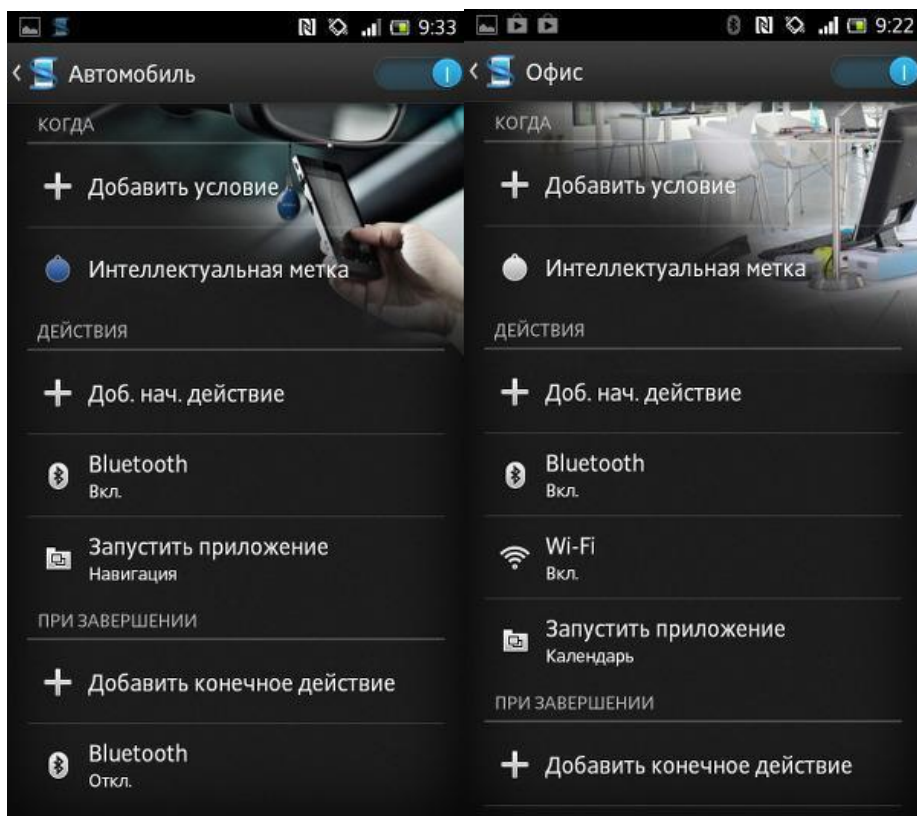 9:33
Автомобиль
КОГДА
Добавить условие
Интеллектуальная метка
ДЕЙСТВИЯ
Доб. нач. действие
Bluetooth
Вкл.
Запустить приложение
Навигация
ПРИ ЗАВЕРШЕНИИ
Добавить конечное действие
Bluetooth
Откл.
9:22
Офис
КОГДА
Добавить условие
Интеллектуальная метка
ДЕЙСТВИЯ
Доб. нач. действие
Bluetooth
Вкл.
Wi-Fi
Вкл.
Запустить приложение
Календарь
ПРИ ЗАВЕРШЕНИИ
Добавить конечное действие